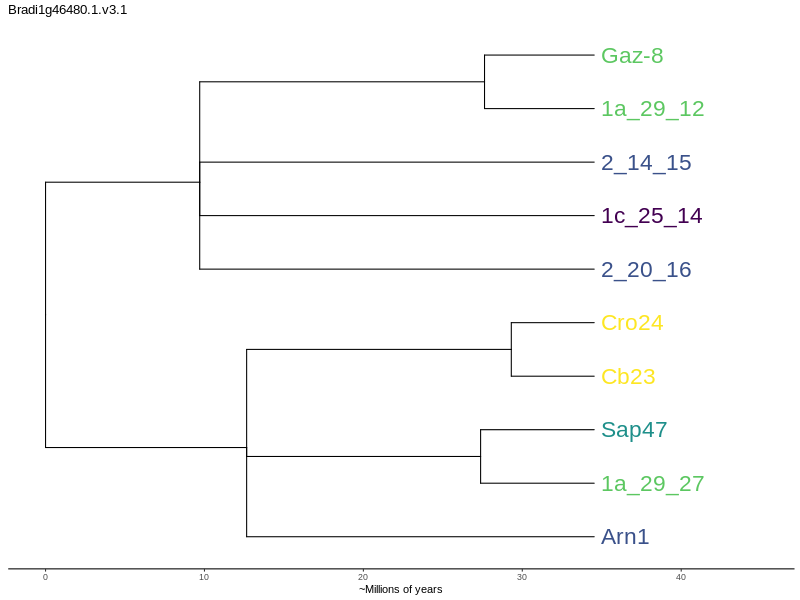 Bradi1g46480.1.v3.1
Gaz-8
1a_29_12
2_14_15
1c_25_14
2_20_16
Cro24
Cb23
Sap47
1a_29_27
Arn1
0 10 20 30 40
~Millions of years